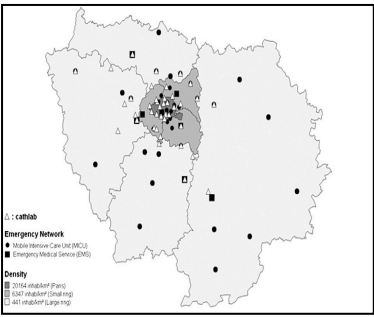 : cathlab
Emergency Network
Mobile Intensive Care Unit (MICU)
Emergency Medical Service (EMS)
Density
20164 inhab/km² (Paris)
6347 inhab/km² (Small ring)
441 inhab/km² (Large ring)